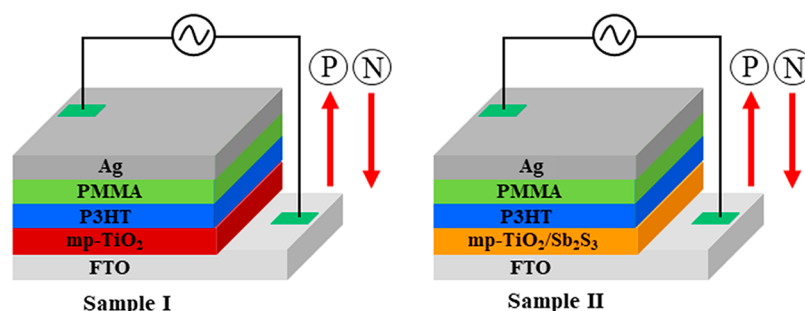 P N
Ag
PMMA
P3HT
mp-TiO₂
FTO
Sample I
P N
Ag
PMMA
P3HT
mp-TiO₂/Sb₂S₃
FTO
Sample II